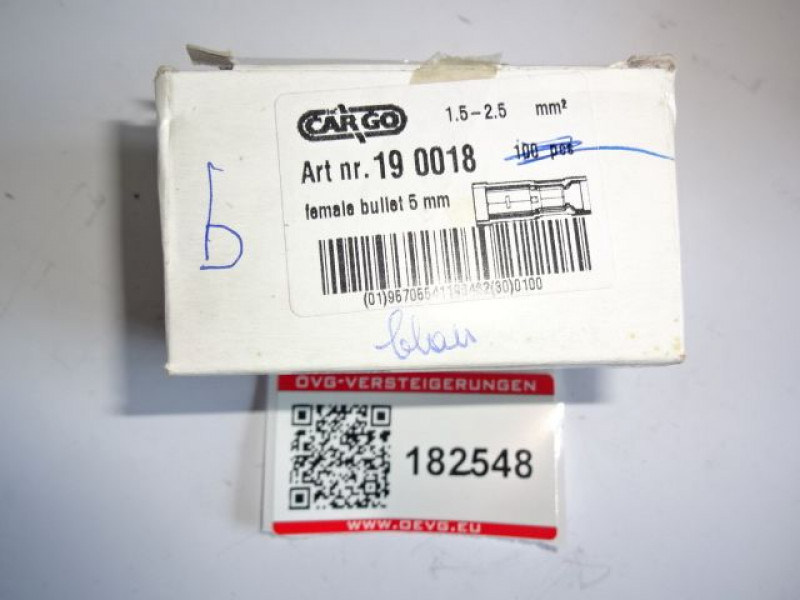 CARGO
1.5-2.5 mm²
Art nr. 19 0018
100 pcs
female bullet 5 mm
blau
OVG-VERSTEIGERUNGEN
182548
WWW.OEVG.EU